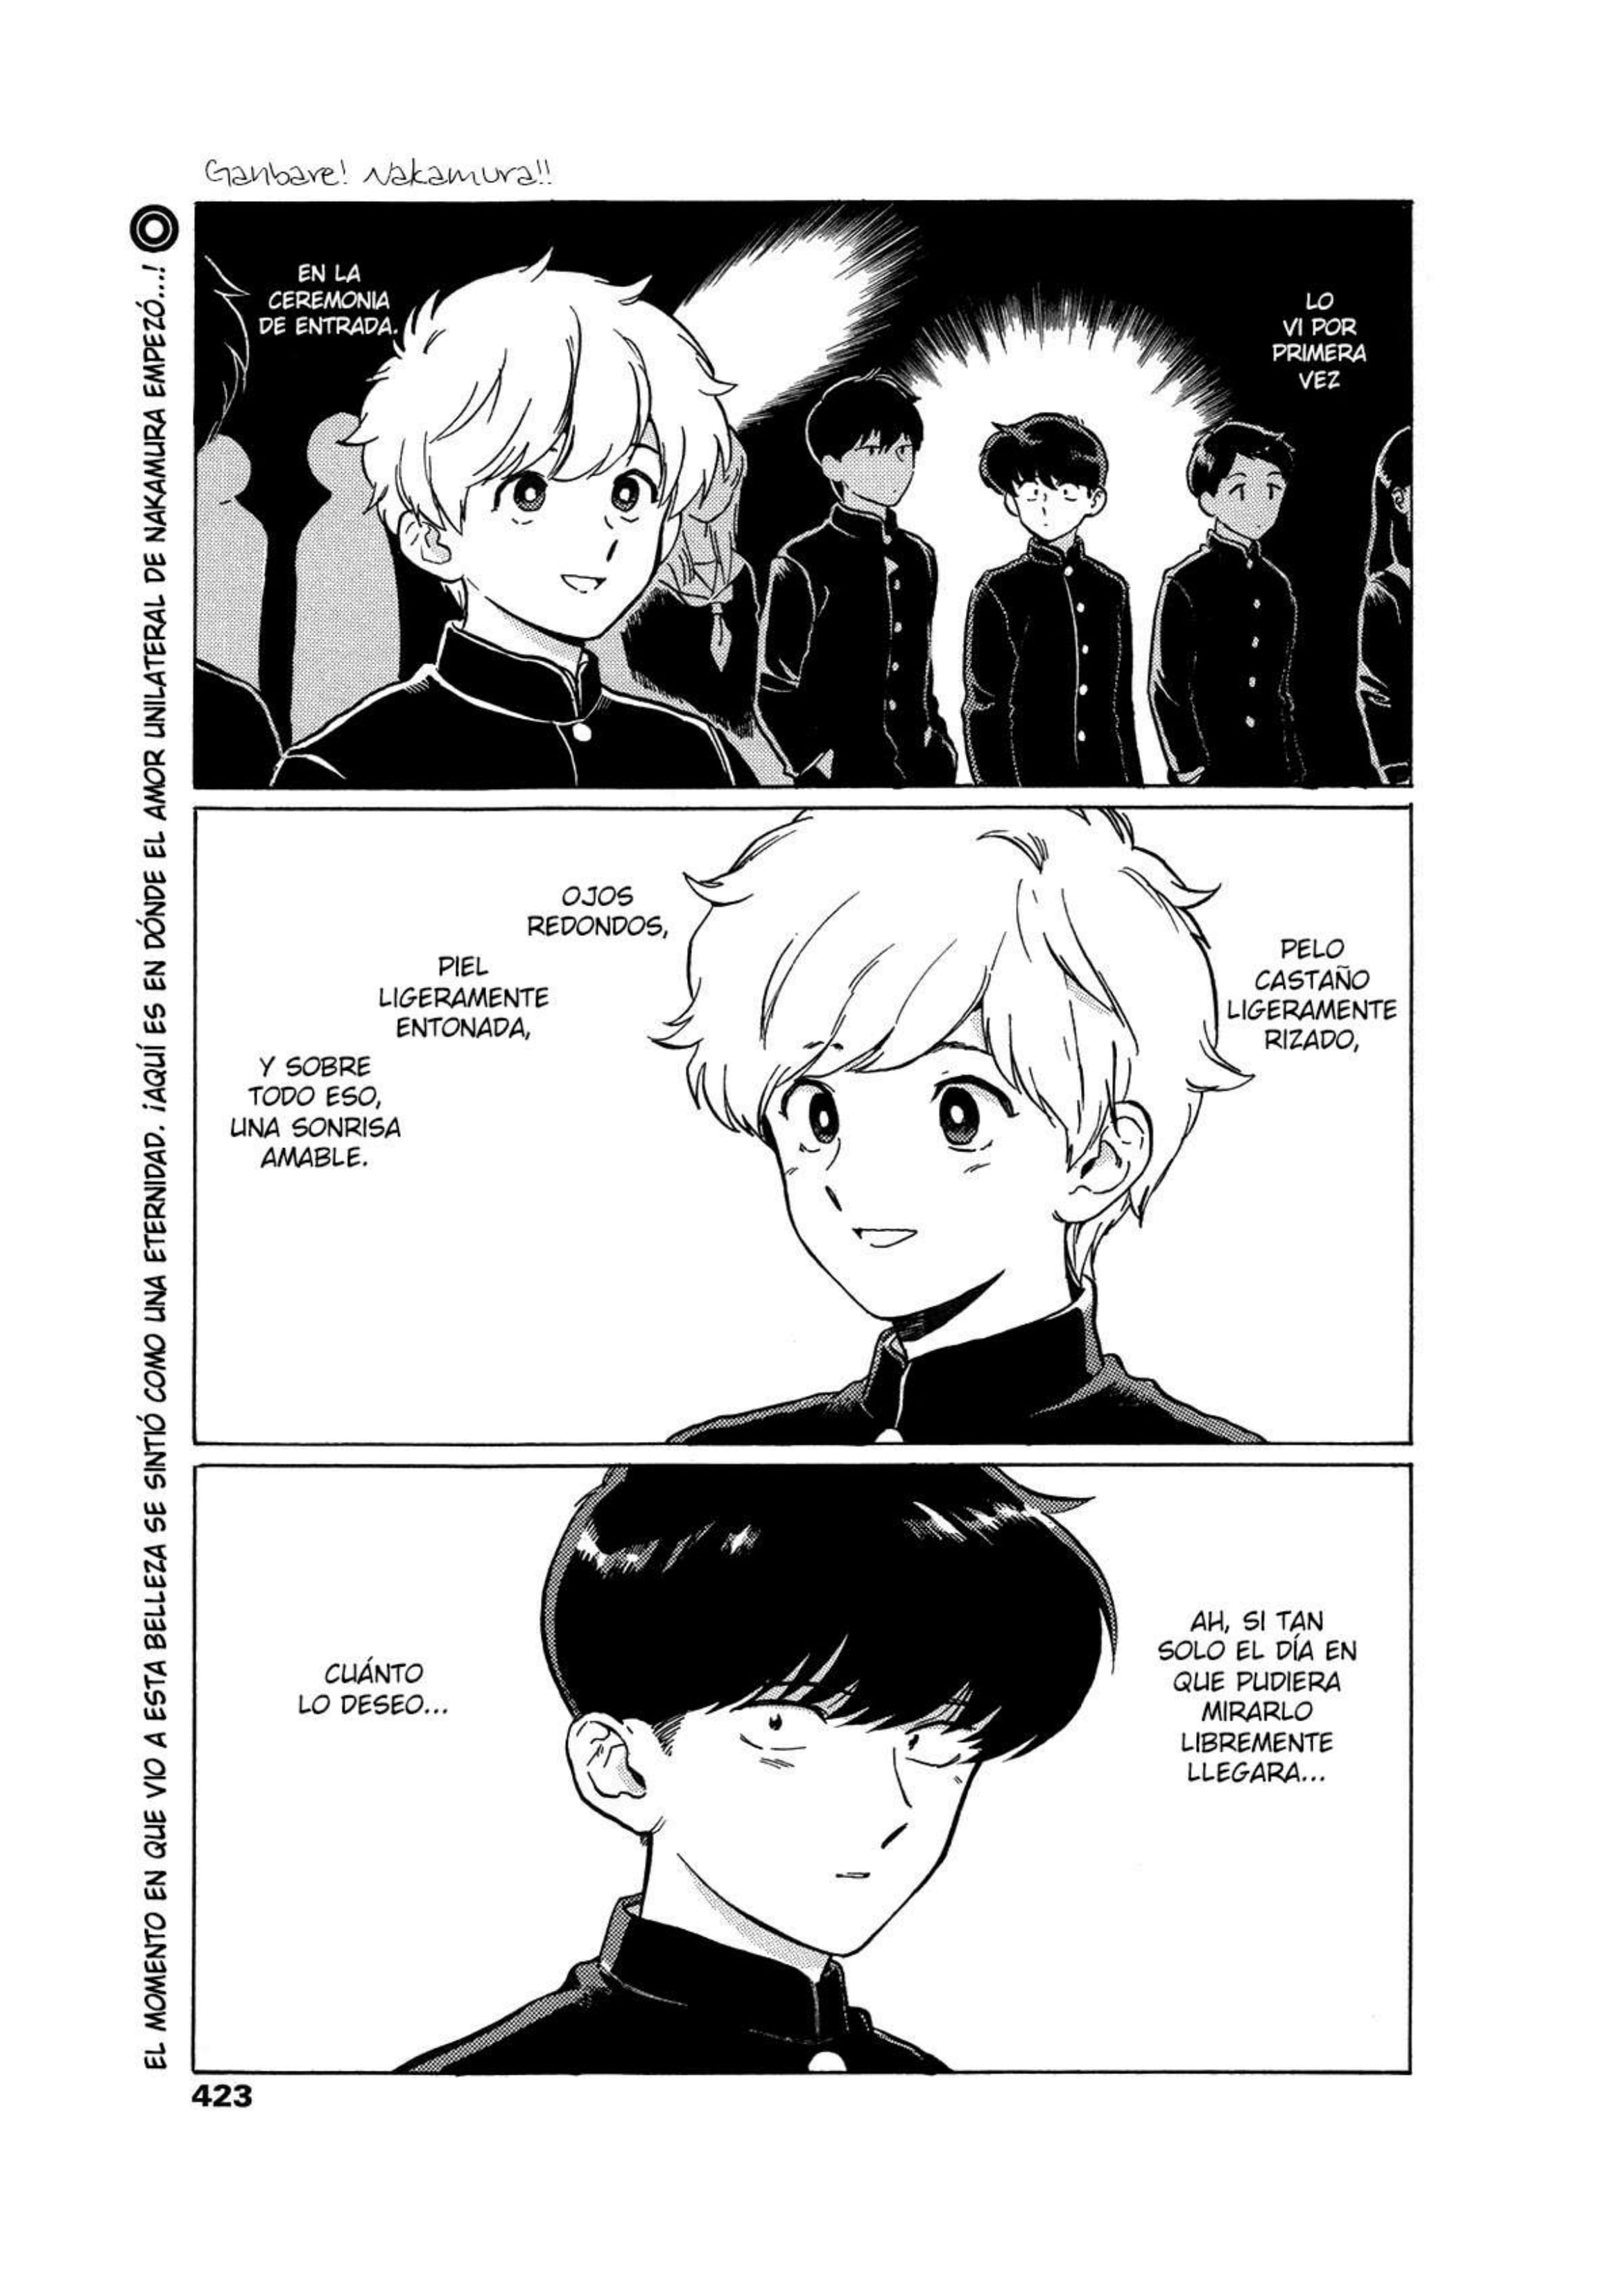 Ganbare! Nakamura!!
LO
VI POR
PRIMERA
VEZ
EN LA
CEREMONIA
DE ENTRADA.
PELO
CASTAÑO
LIGERAMENTE
RIZADO,
OJOS
REDONDOS,
PIEL
LIGERAMENTE
ENTONADA,
Y SOBRE
TODO ESO,
UNA SONRISA
AMABLE.
AH, SI TAN
SOLO EL DÍA EN
QUE PUDIERA
MIRARLO
LIBREMENTE
LLEGARA...
CUÁNTO
LO DESEO...
EL MOMENTO EN QUE VIO A ESTA BELLEZA SE SINTIÓ COMO UNA ETERNIDAD. ¡AQUÍ ES EN DÓNDE EL AMOR UNILATERAL DE NAKAMURA EMPEZÓ...!
423